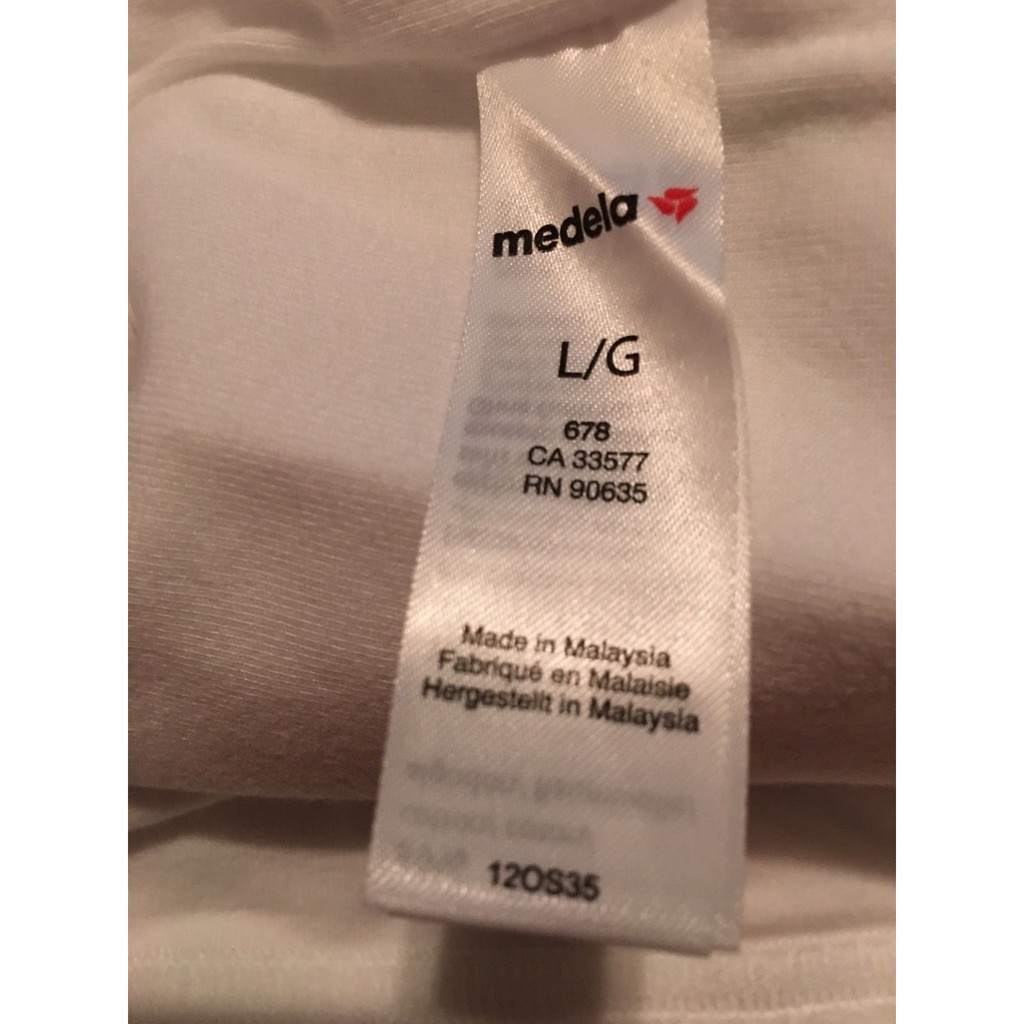 medela
L/G
678
CA 33577
RN 90635
Made in Malaysia
Fabriqué en Malaisie
Hergestellt in Malaysia
12OS35